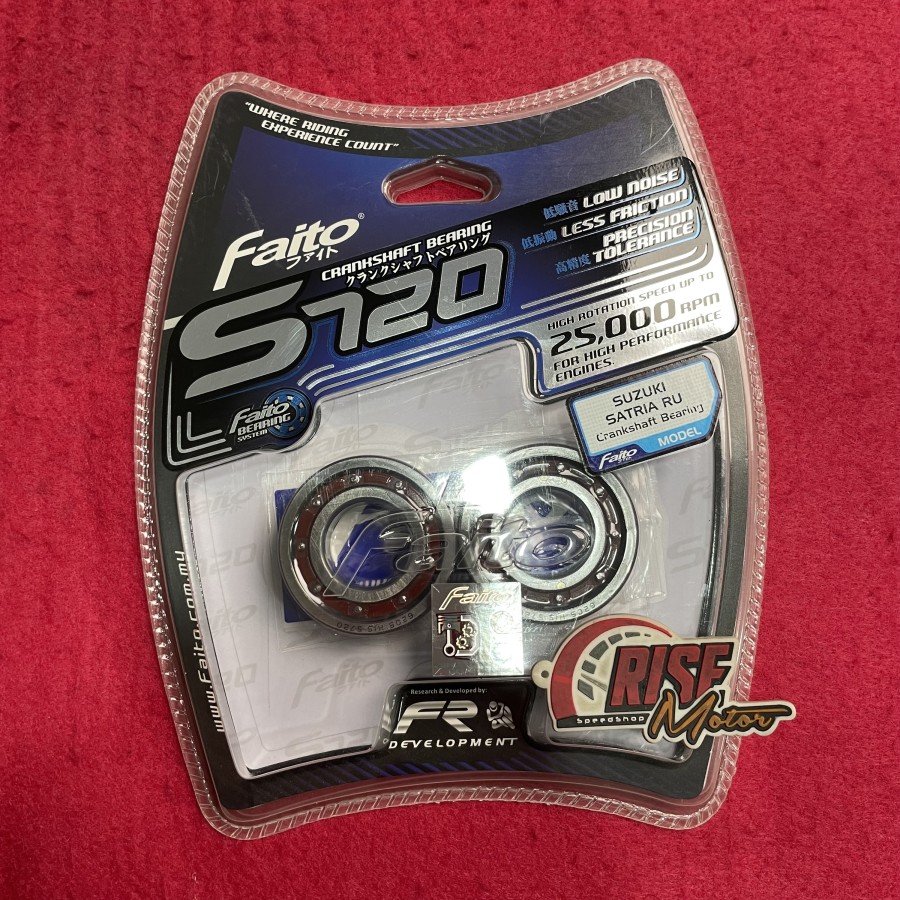 "WHERE RIDING
EXPERIENCE COUNT"
Faito®
ファイト
CRANKSHAFT BEARING
クランクシャフトベアリング
S720
低騒音 LOW NOISE
低振動 LESS FRICTION
高精度 PRECISION
TOLERANCE
HIGH ROTATION SPEED UP TO
25,000 RPM
FOR HIGH PERFORMANCE
ENGINES.
Faito
BEARING
SYSTEM
SUZUKI
SATRIA RU
Crankshaft Bearing
Faito
MODEL
Faito
Faito
www.Faito.com.my
Research & Developed by:
FR
DEVELOPMENT
RISE
SpeedShop
Motor